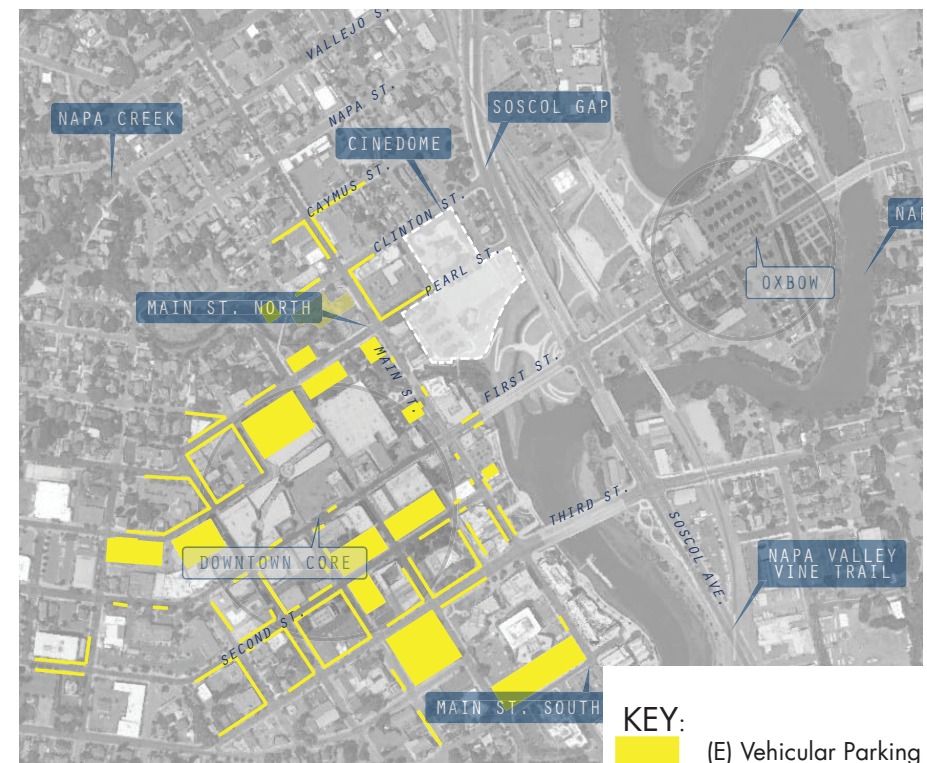 VALLEJO ST.
NAPA ST.
NAPA CREEK
SOSCOL GAP
CINEDOME
CAYMUS ST.
CLINTON ST.
PEARL ST.
OXBOW
MAIN ST. NORTH
MAIN ST.
FIRST ST.
THIRD ST.
SOSCOL AVE.
DOWNTOWN CORE
NAPA VALLEY
VINE TRAIL
SECOND ST.
MAIN ST. SOUTH
KEY:
(E) Vehicular Parking